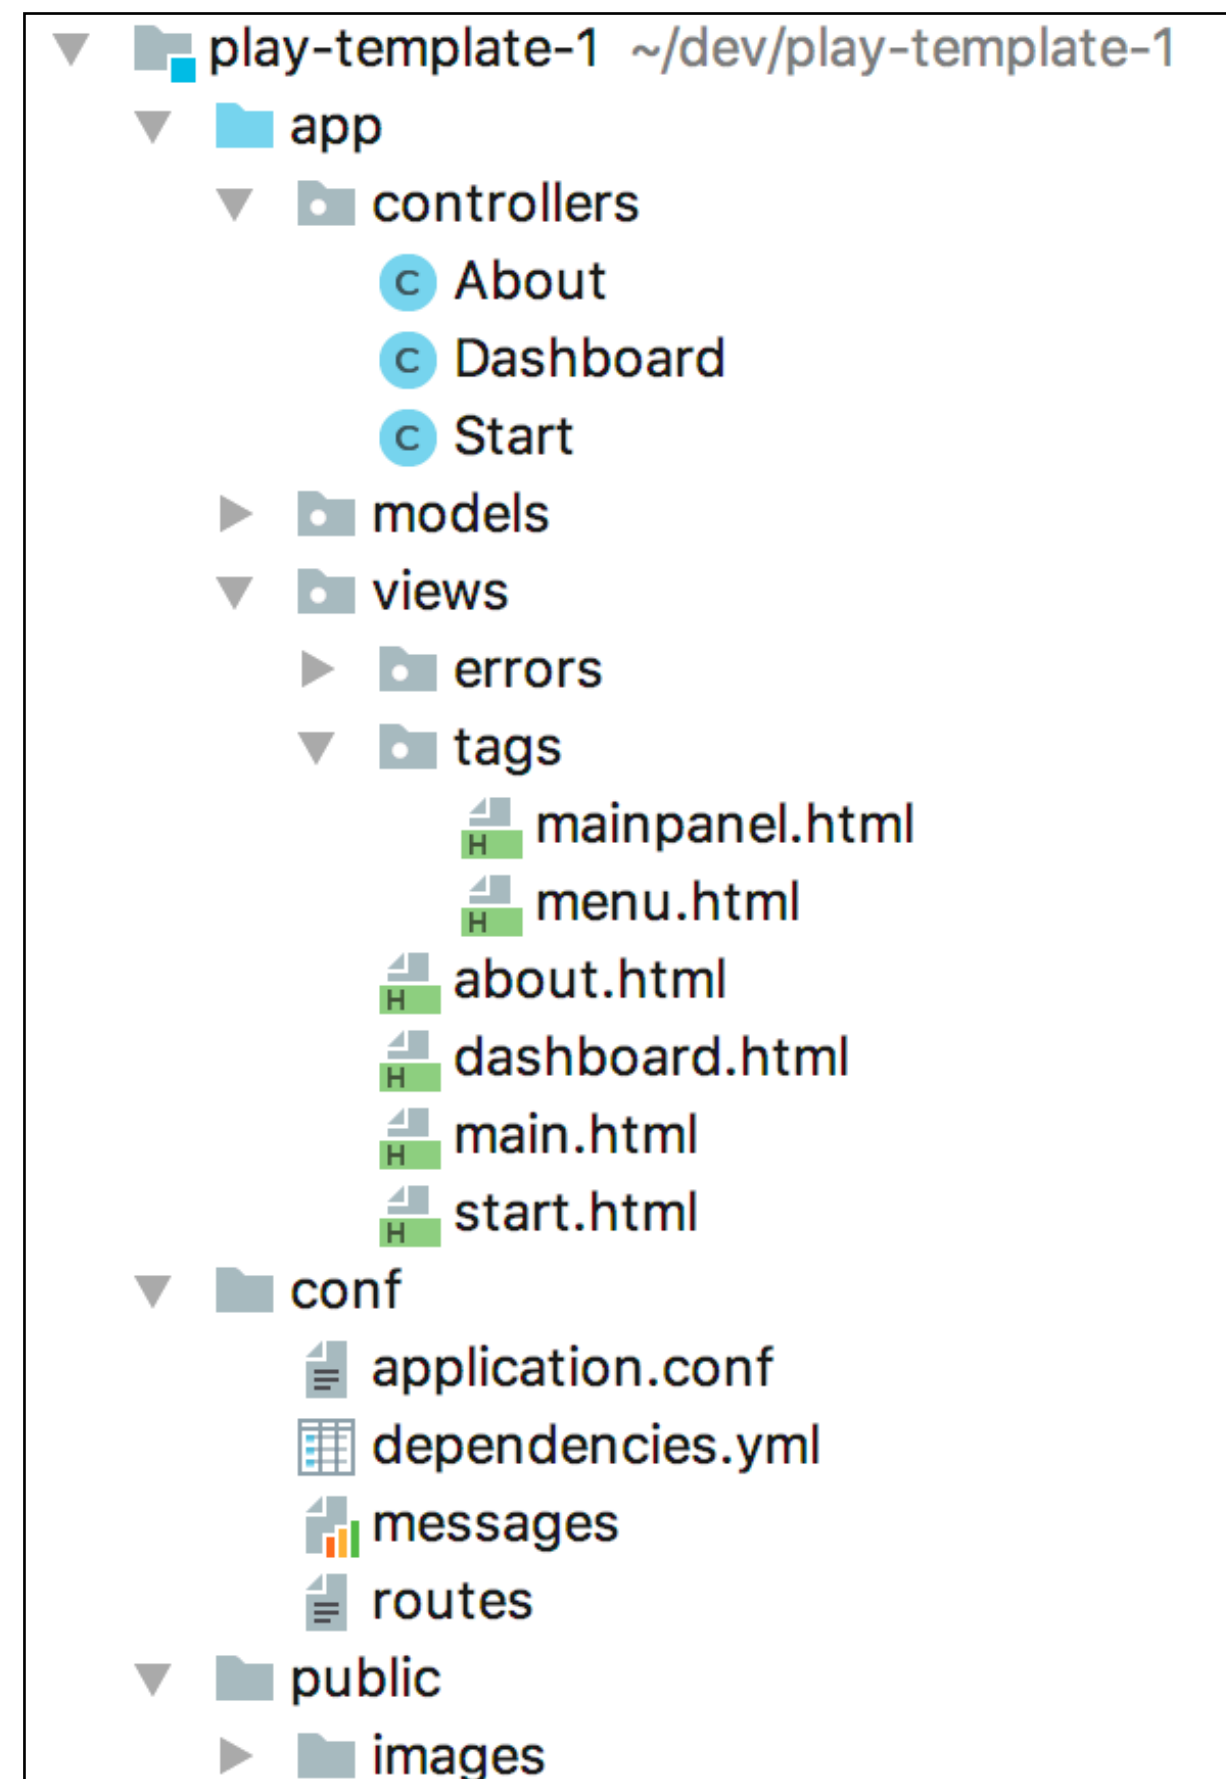 play-template-1 ~/dev/play-template-1
app
controllers
C About
C Dashboard
C Start
models
views
errors
tags
H mainpanel.html
H menu.html
H about.html
H dashboard.html
H main.html
H start.html
conf
application.conf
dependencies.yml
messages
routes
public
images